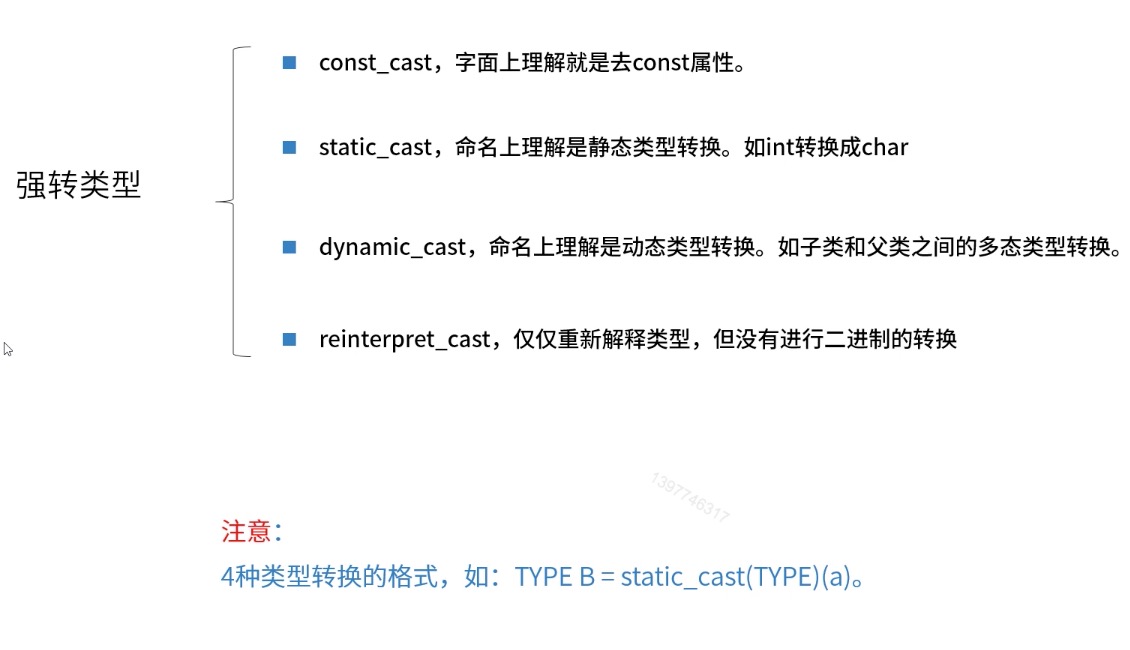 const_cast，字面上理解就是去const属性。
static_cast，命名上理解是静态类型转换。如int转换成char
强转类型
dynamic_cast，命名上理解是动态类型转换。如子类和父类之间的多态类型转换。
reinterpret_cast，仅仅重新解释类型，但没有进行二进制的转换
1397746317
注意：
4种类型转换的格式，如：TYPE B = static_cast(TYPE)(a)。